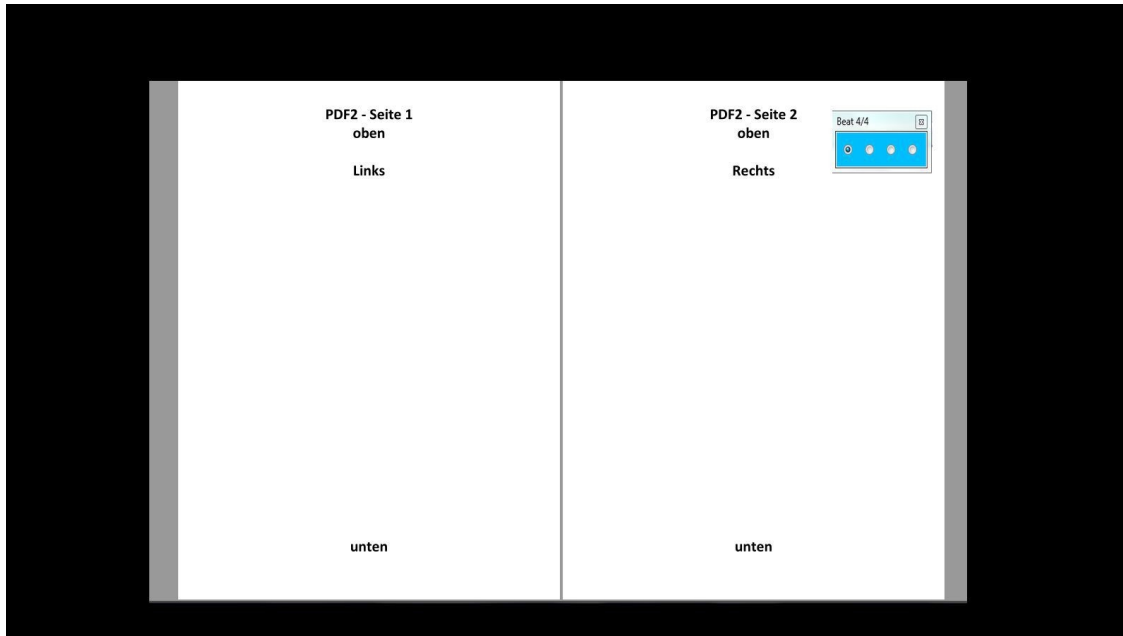 PDF2 - Seite 1
oben
Links
unten
PDF2 - Seite 2
oben
Rechts
Beat 4/4
unten